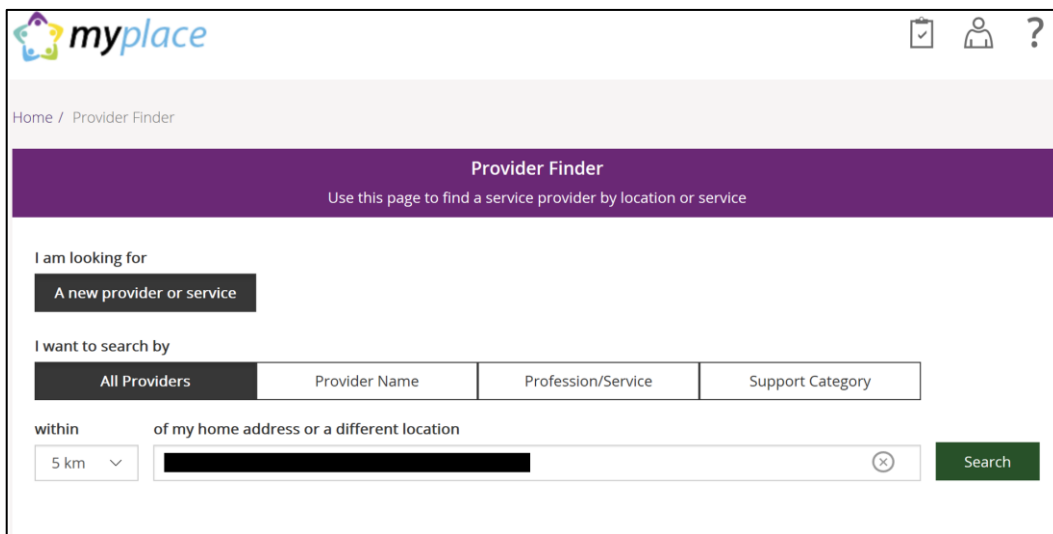 myplace
?
Home / Provider Finder
Provider Finder
Use this page to find a service provider by location or service
I am looking for
A new provider or service
I want to search by
All Providers Provider Name Profession/Service Support Category
within of my home address or a different location
5 km Search